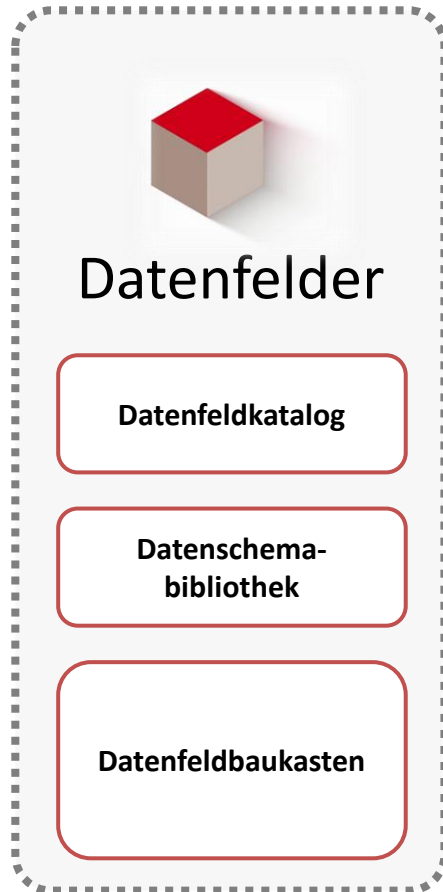 Datenfelder
Datenfeldkatalog
Datenschema-
bibliothek
Datenfeldbaukasten